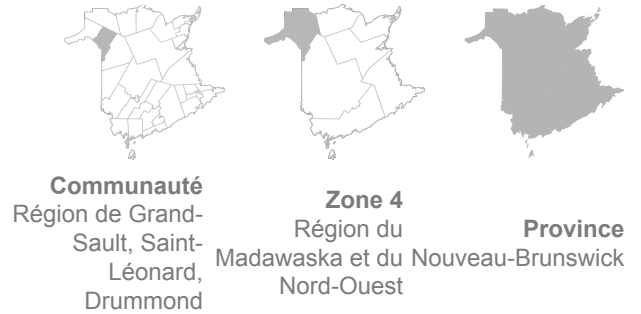 Communauté
Région de Grand-
Sault, Saint-
Léonard,
Drummond
Zone 4
Région du
Madawaska et du
Nord-Ouest
Province
Nouveau-Brunswick